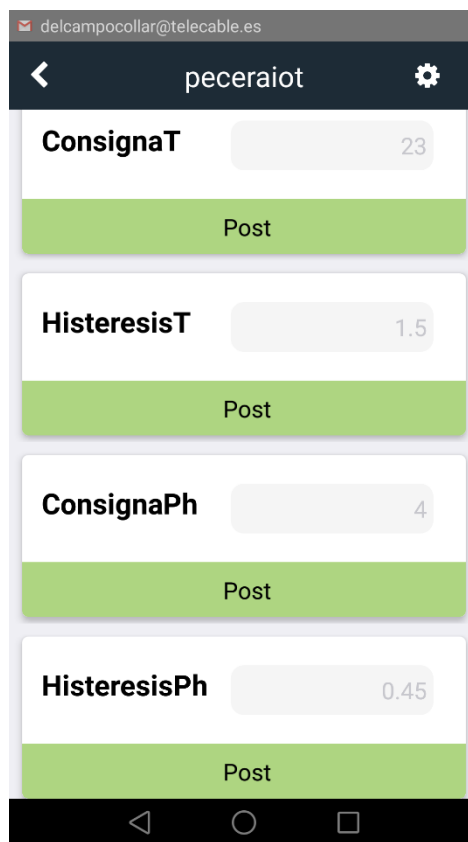 delcampocollar@telecable.es
peceraiot
ConsignaT 23
Post
HisteresisT 1.5
Post
ConsignaPh 4
Post
HisteresisPh 0.45
Post